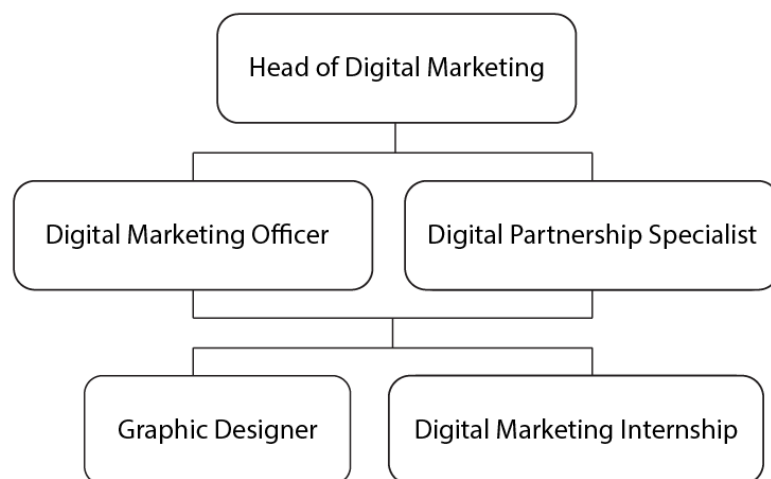 Head of Digital Marketing
Digital Marketing Officer
Digital Partnership Specialist
Graphic Designer
Digital Marketing Internship